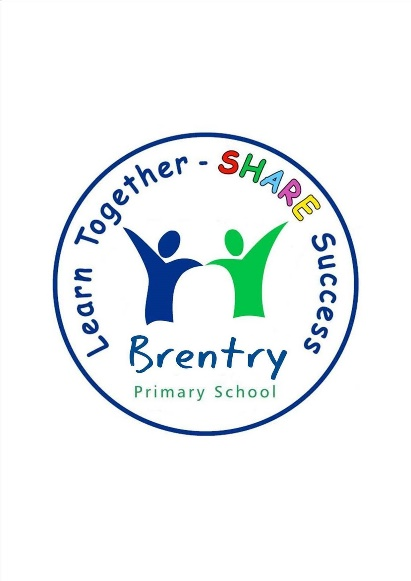 Learn Together - SHARE Success
Brentry
Primary School